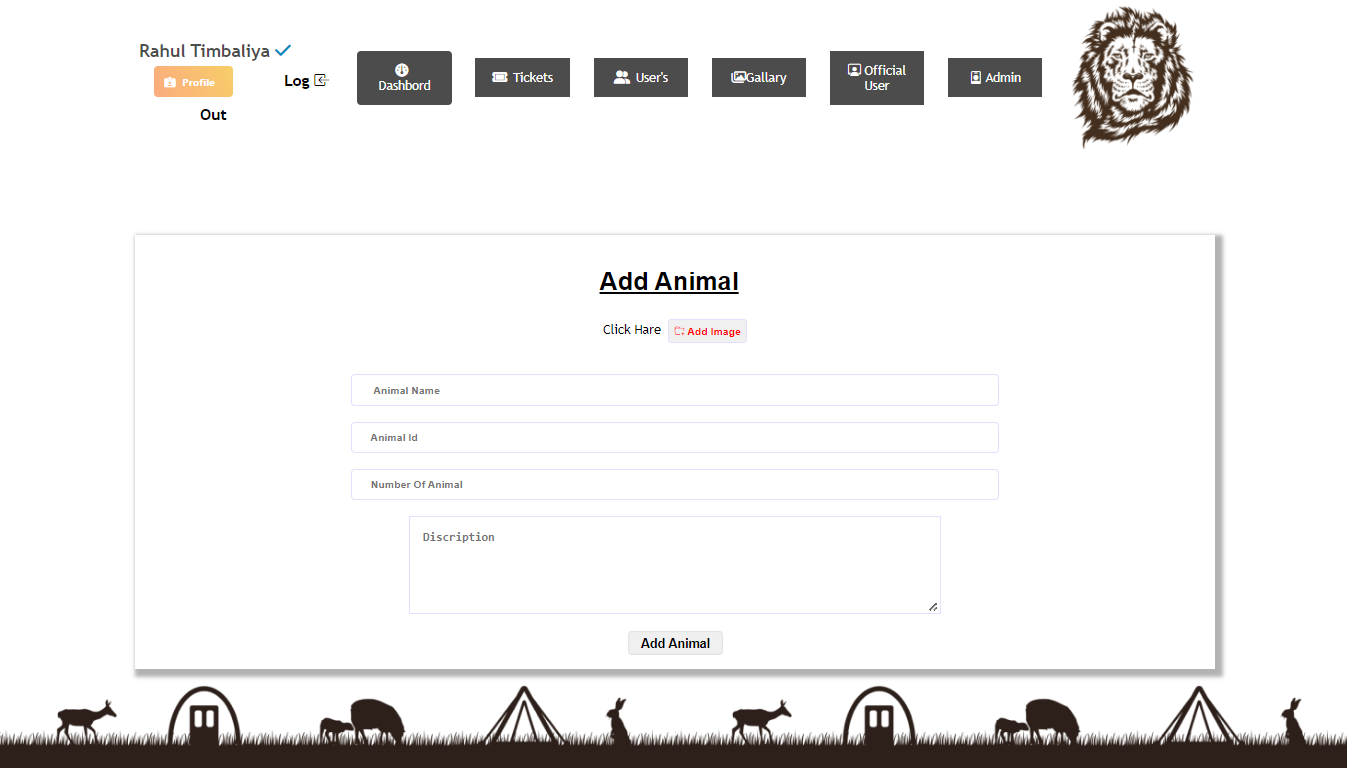 Rahul Timbaliya
Profile
Log
Out
Dashbord
Tickets
User's
Gallary
Official
User
Admin
Add Animal
Click Hare Add Image
Animal Name
Animal Id
Number Of Animal
Discription
Add Animal